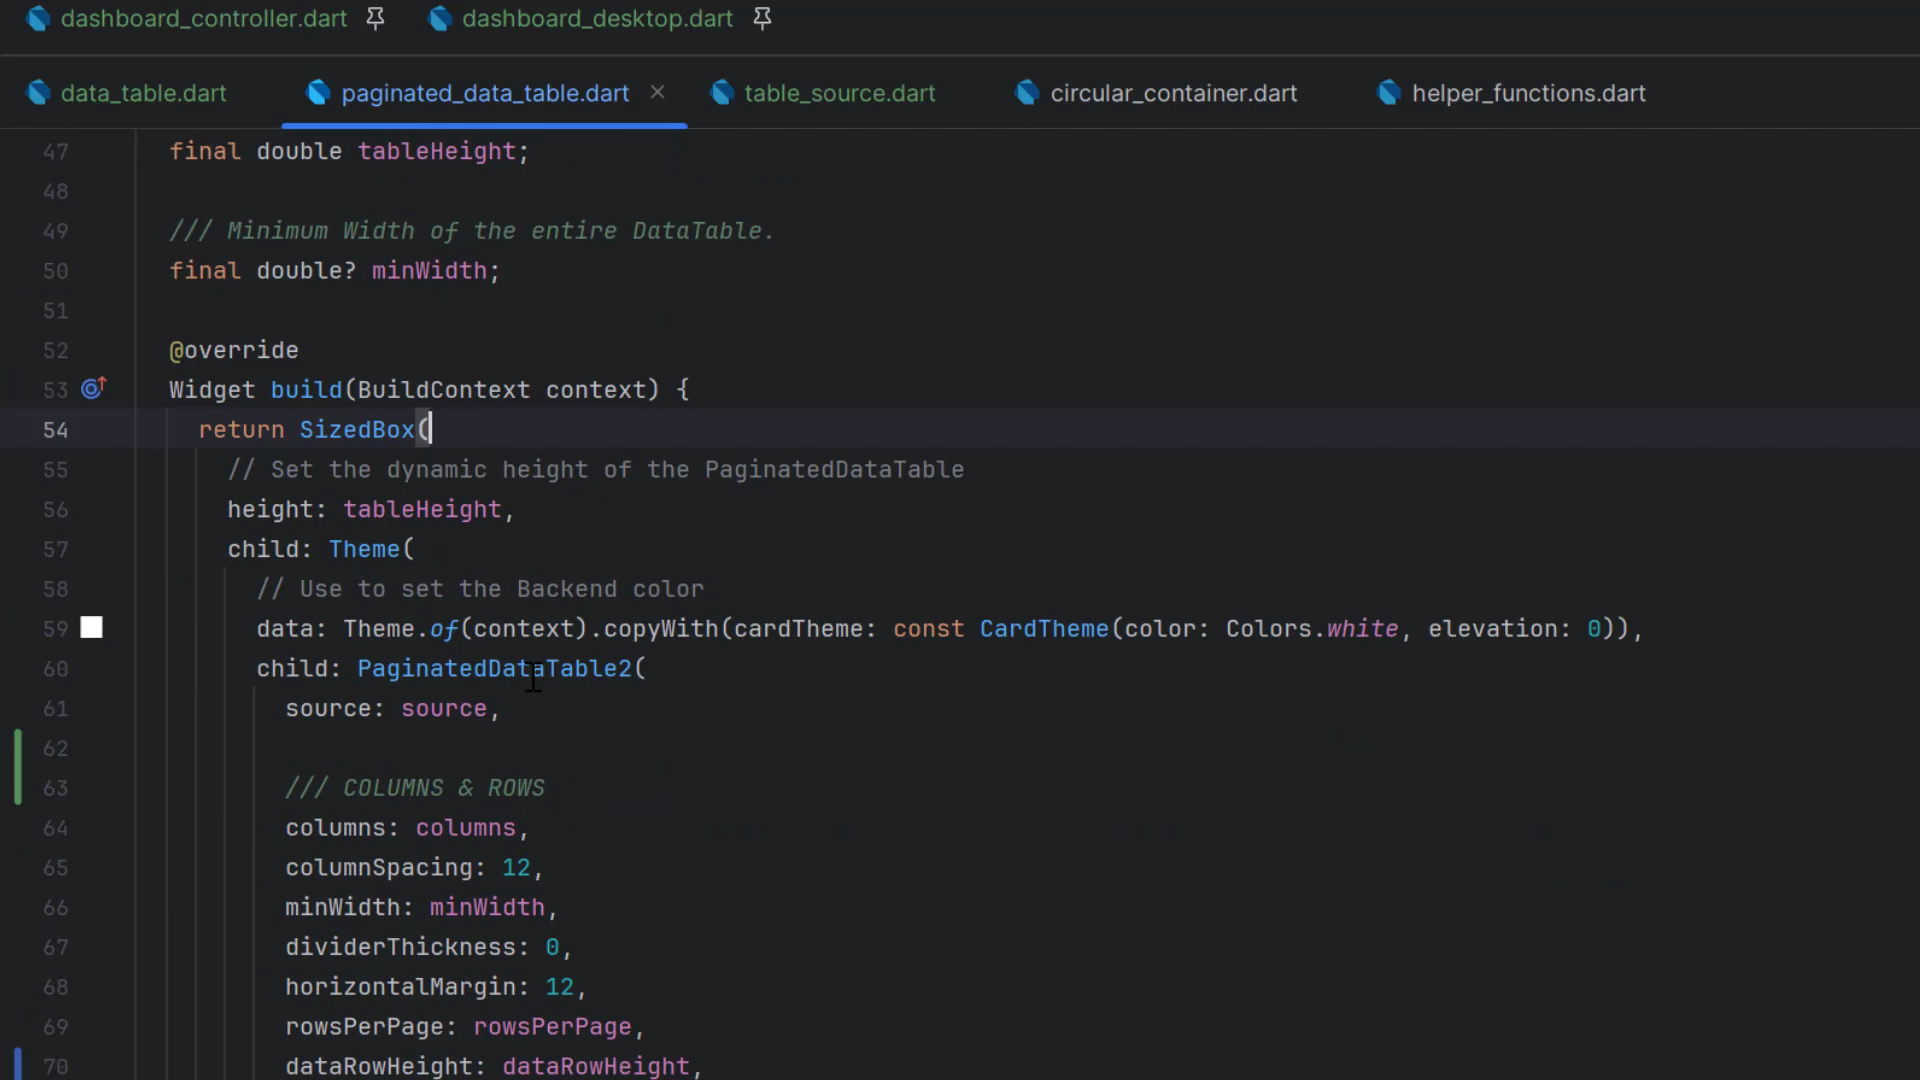 dashboard_controller.dart dashboard_desktop.dart
data_table.dart paginated_data_table.dart table_source.dart circular_container.dart helper_functions.dart
47 final double tableHeight;
48
49 /// Minimum Width of the entire DataTable.
50 final double? minWidth;
51
52 @override
53 Widget build(BuildContext context) {
54 return SizedBox(
55 // Set the dynamic height of the PaginatedDataTable
56 height: tableHeight,
57 child: Theme(
58 // Use to set the Backend color
59 data: Theme.of(context).copyWith(cardTheme: const CardTheme(color: Colors.white, elevation: 0)),
60 child: PaginatedDataTable2(
61 source: source,
62
63 /// COLUMNS & ROWS
64 columns: columns,
65 columnSpacing: 12,
66 minWidth: minWidth,
67 dividerThickness: 0,
68 horizontalMargin: 12,
69 rowsPerPage: rowsPerPage,
70 dataRowHeight: dataRowHeight,